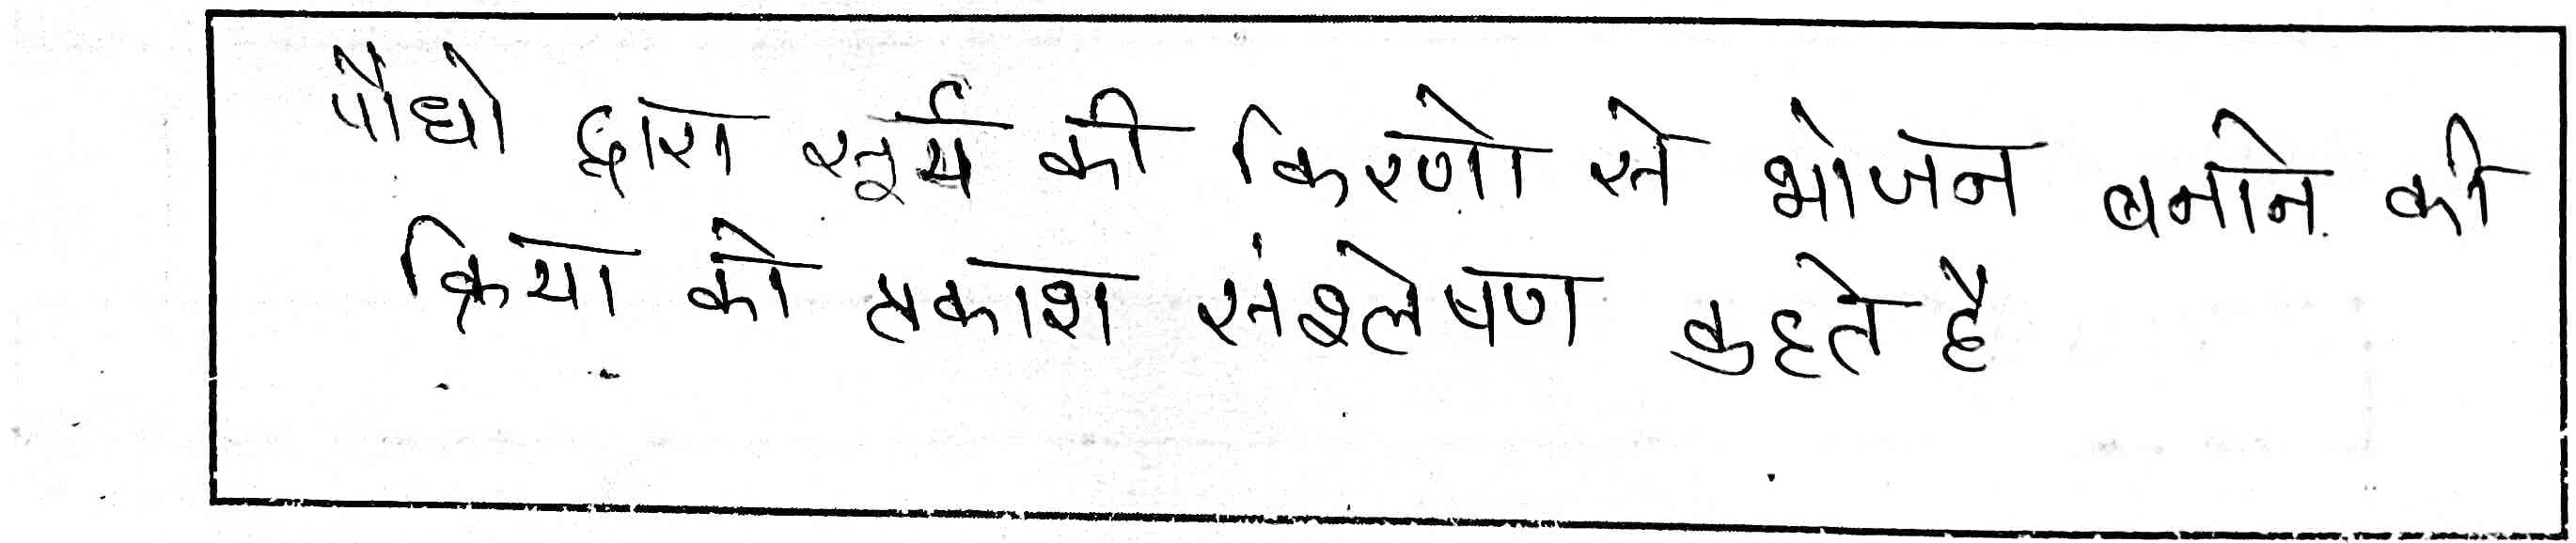 पौधो द्वारा सूर्य की किरणो से भोजन बनाने की
क्रिया को प्रकाश संश्लेषण कहते है